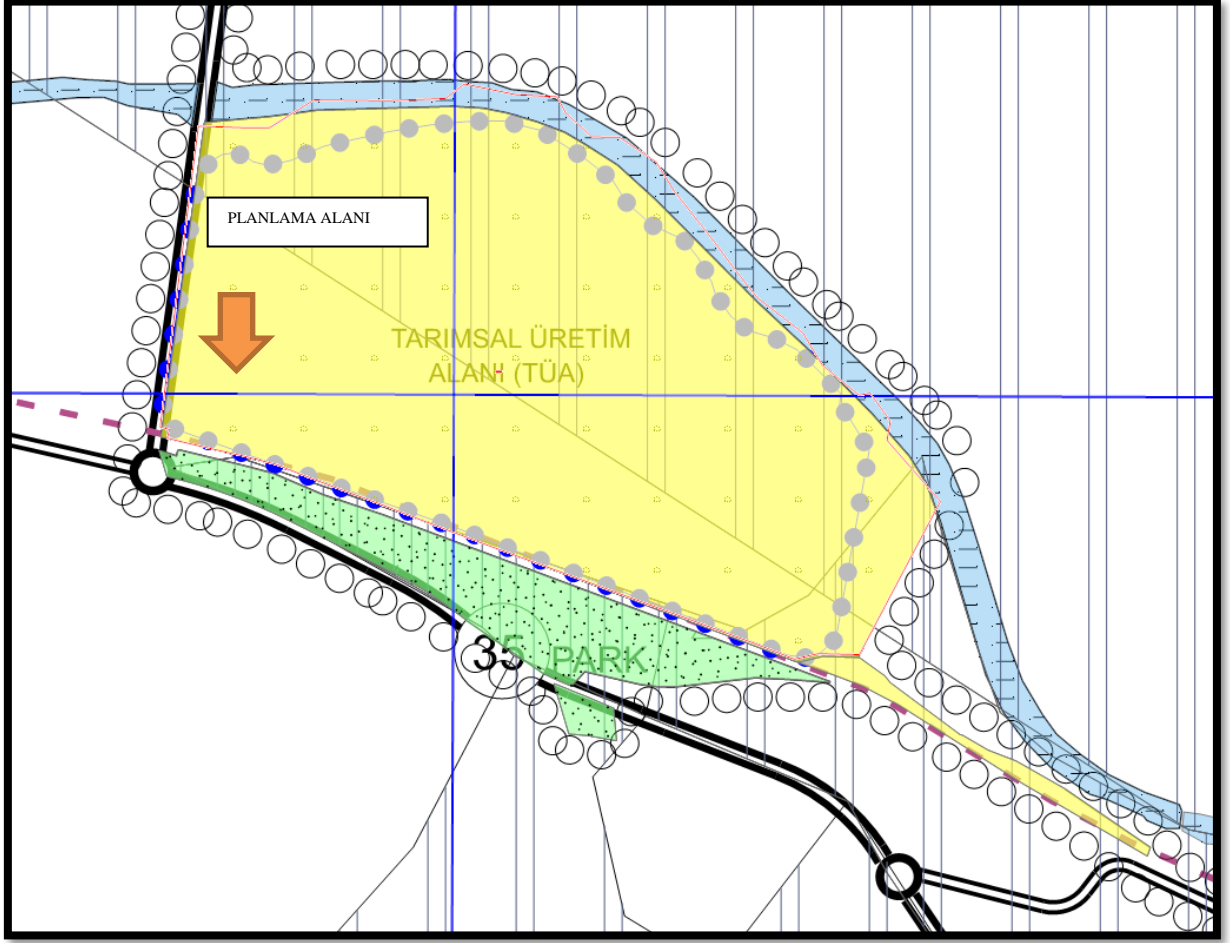 PLANLAMA ALANI
TARIMSAL ÜRETİM
ALANI (TÜA)
35
PARK